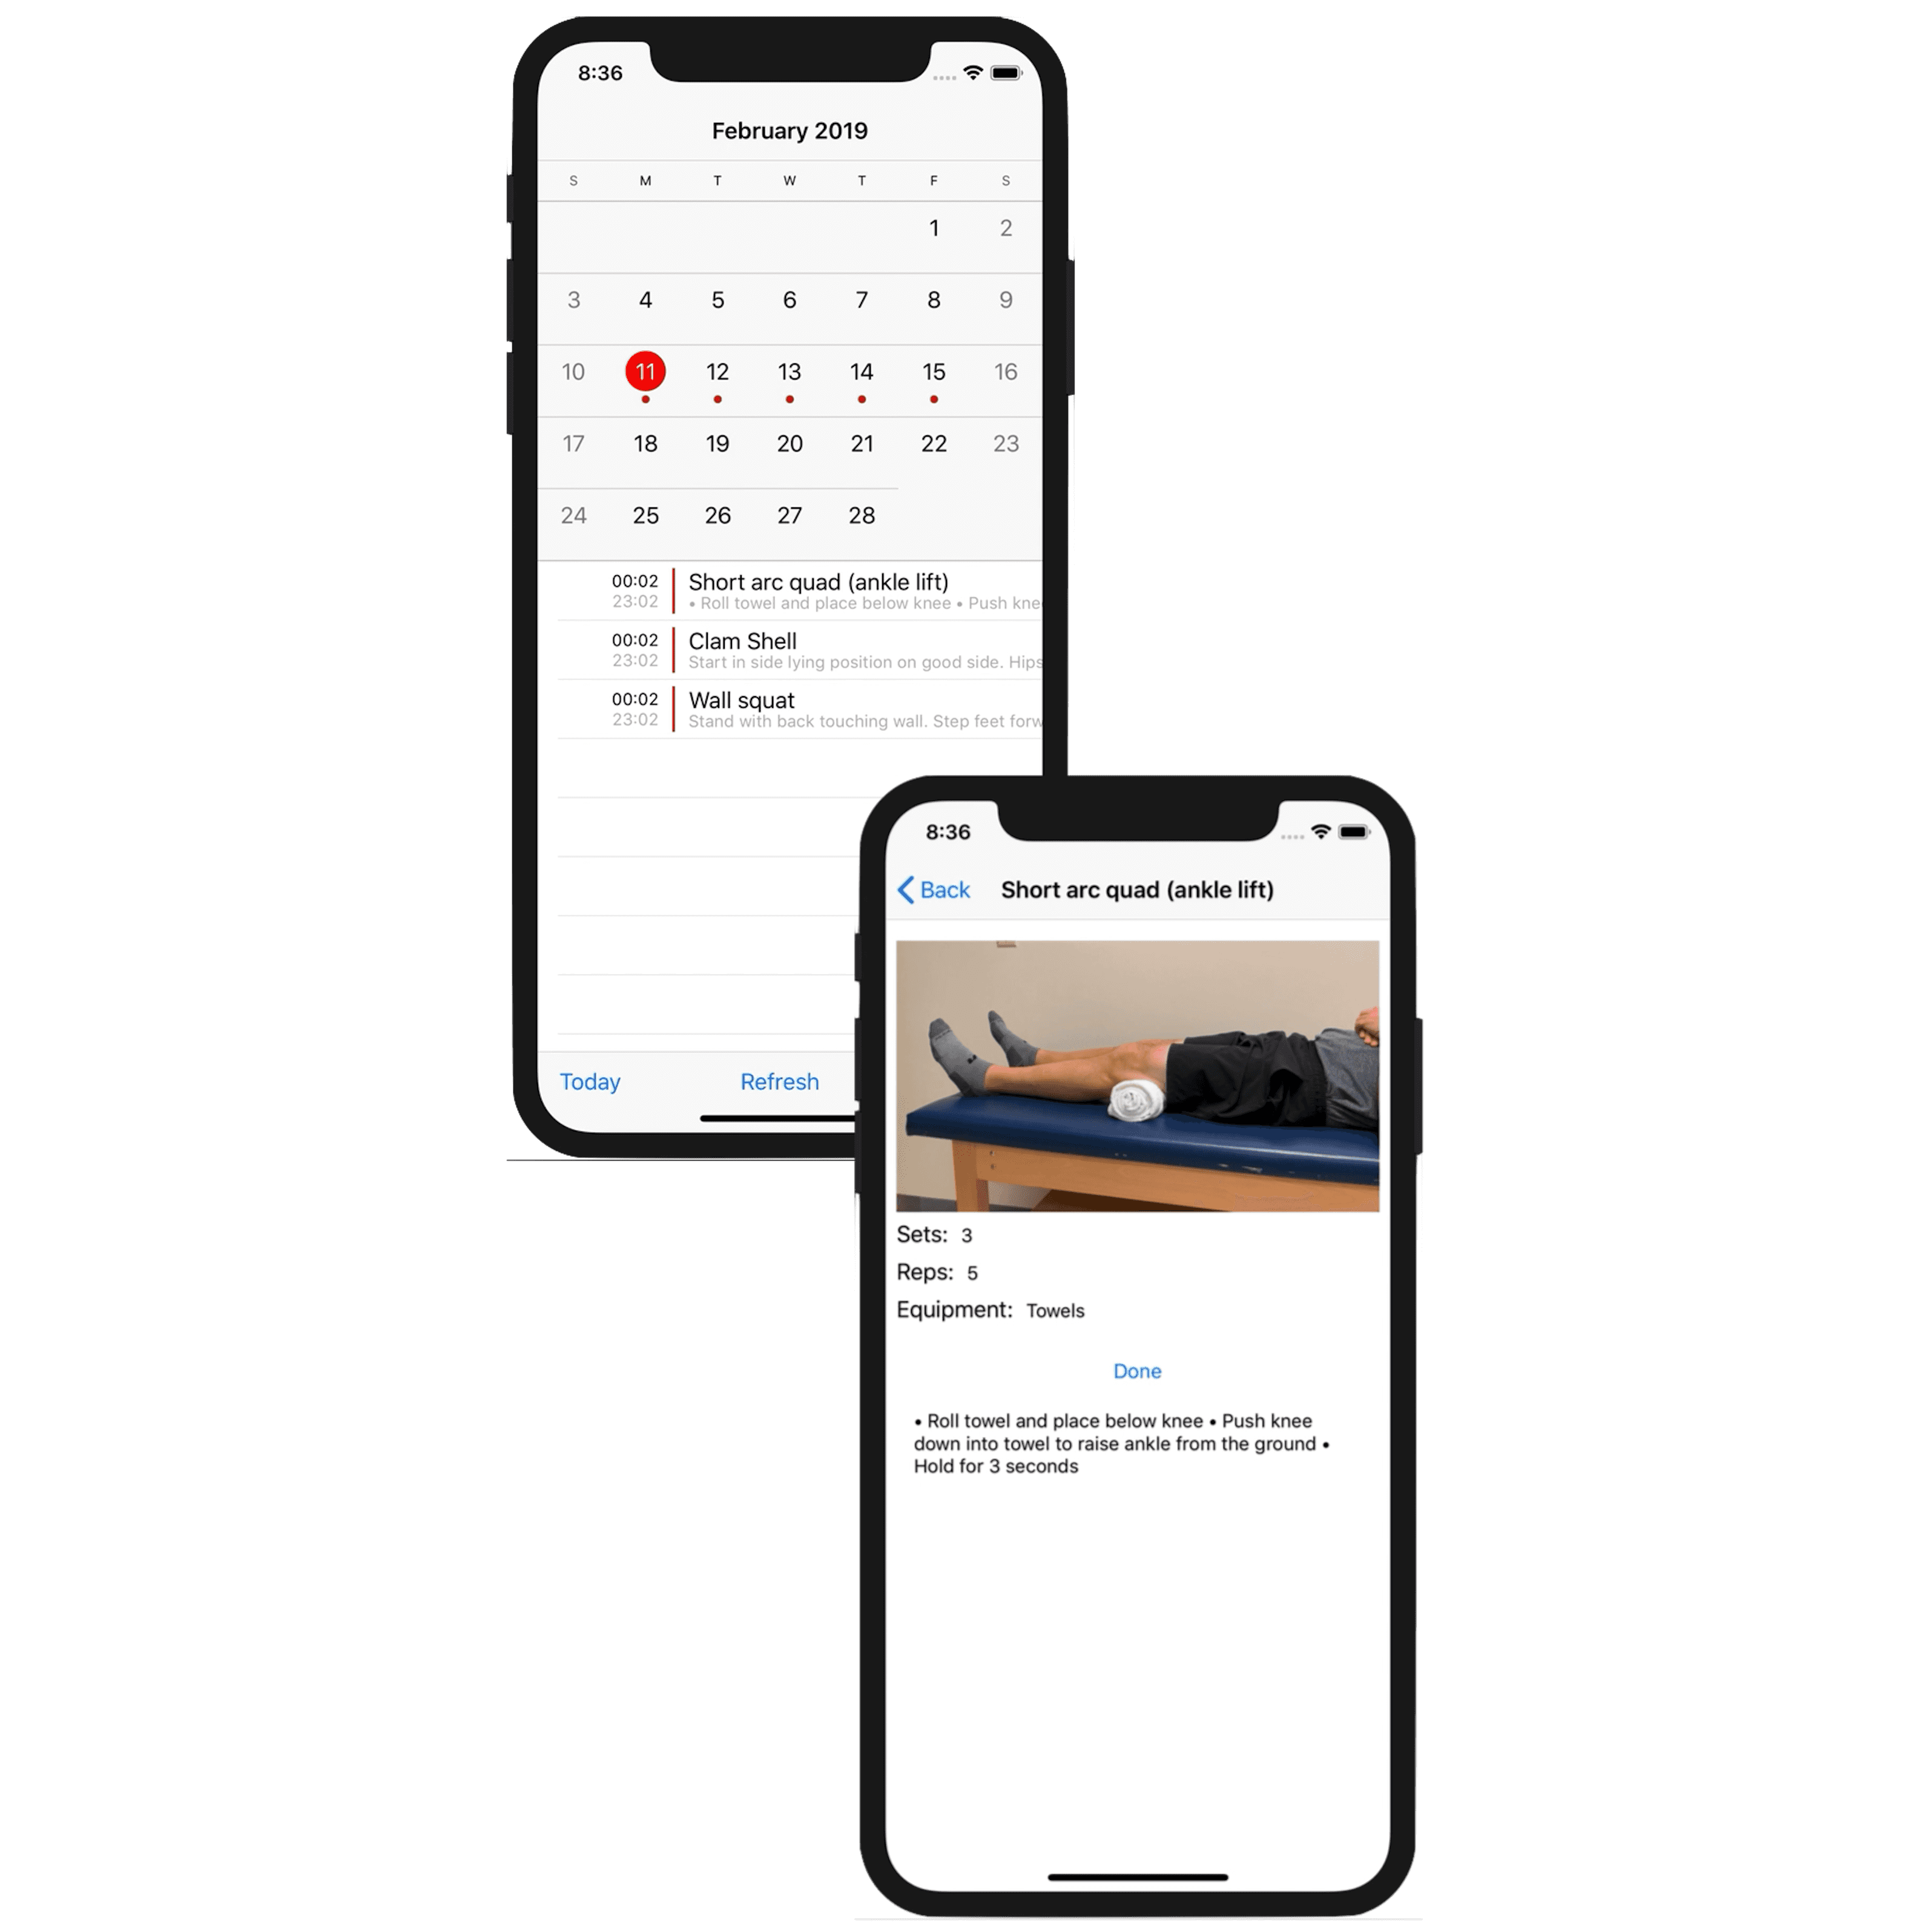 8:36
February 2019
S M T W T F S
1 2
3 4 5 6 7 8 9
10 11 12 13 14 15 16
17 18 19 20 21 22 23
24 25 26 27 28
00:02 Short arc quad (ankle lift)
23:02 • Roll towel and place below knee • Push knee
00:02 Clam Shell
23:02 Start in side lying position on good side. Hips
00:02 Wall squat
23:02 Stand with back touching wall. Step feet forw
Today Refresh
8:36
Back Short arc quad (ankle lift)
Sets: 3
Reps: 5
Equipment: Towels
Done
• Roll towel and place below knee • Push knee
down into towel to raise ankle from the ground •
Hold for 3 seconds